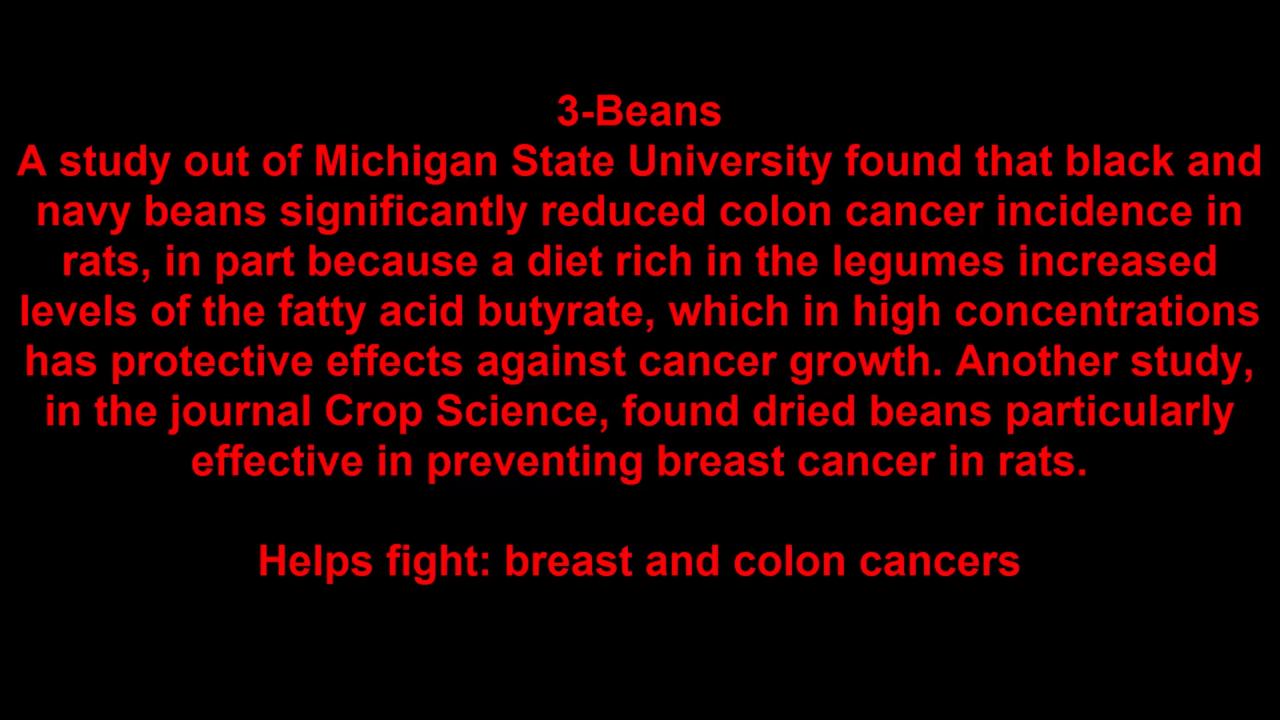 3-Beans
A study out of Michigan State University found that black and
navy beans significantly reduced colon cancer incidence in
rats, in part because a diet rich in the legumes increased
levels of the fatty acid butyrate, which in high concentrations
has protective effects against cancer growth. Another study,
in the journal Crop Science, found dried beans particularly
effective in preventing breast cancer in rats.
Helps fight: breast and colon cancers